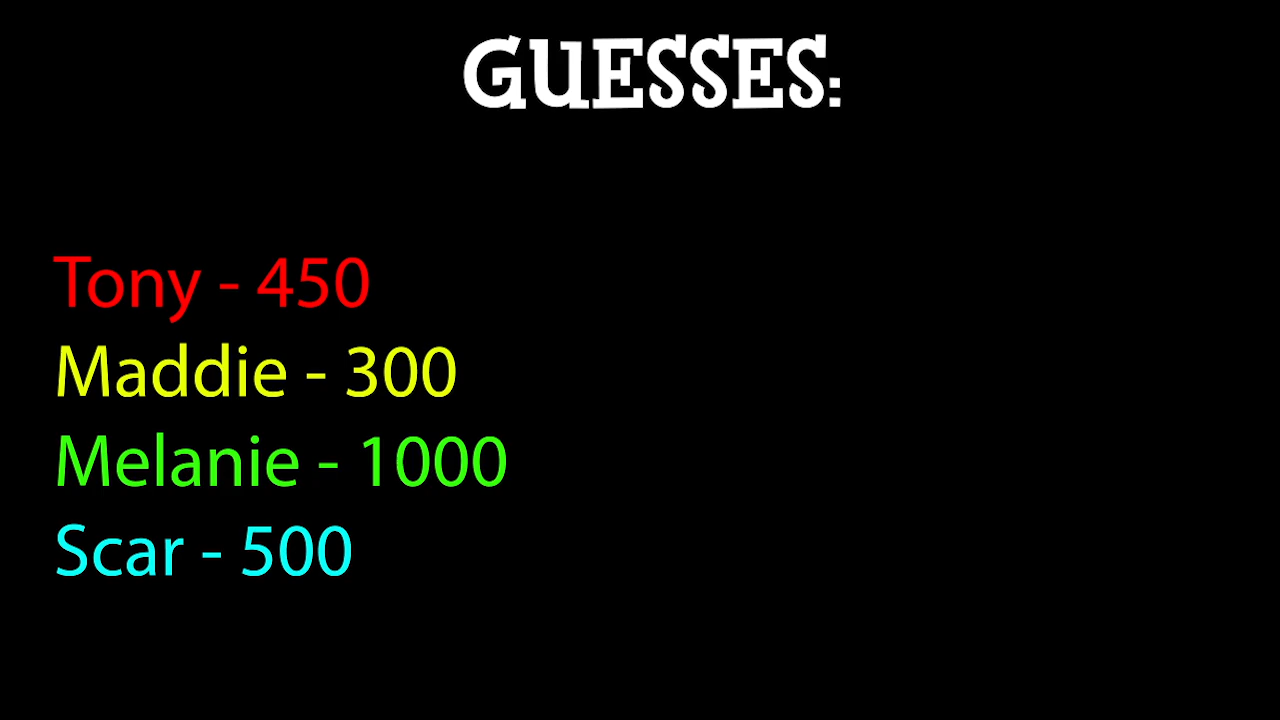 GUESSES:
Tony - 450
Maddie - 300
Melanie - 1000
Scar - 500